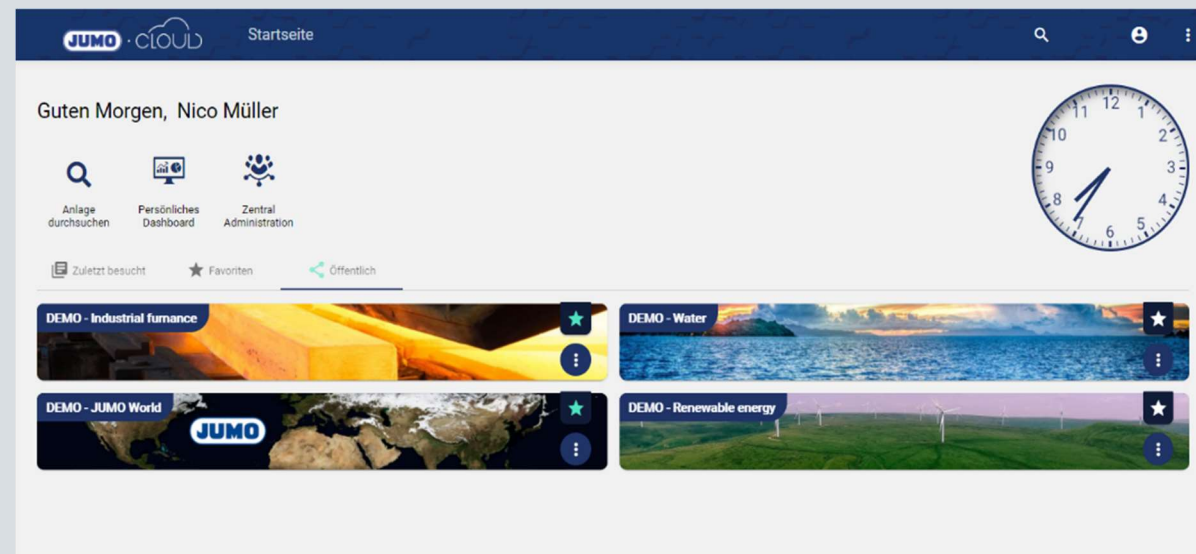 JUMO · CLOUD Startseite
Guten Morgen, Nico Müller
Anlage
durchsuchen
Persönliches
Dashboard
Zentral
Administration
12
1
2
3
4
5
6
7
8
9
10
11
Zuletzt besucht
Favoriten
Öffentlich
DEMO - Industrial furnance
DEMO - Water
DEMO - JUMO World
JUMO
DEMO - Renewable energy